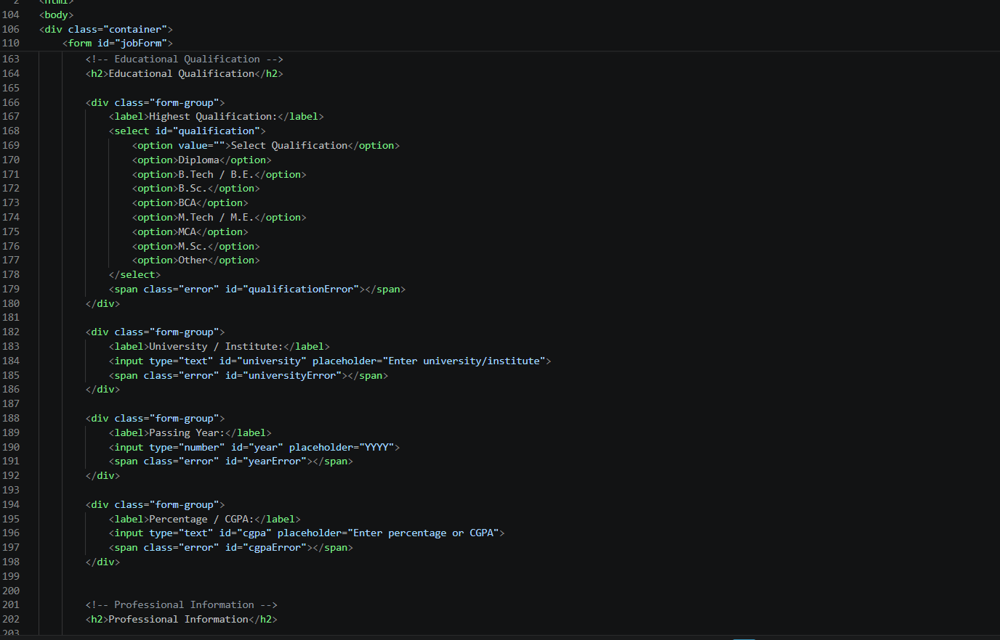 2 <html>
104 <body>
106 <div class="container">
110 <form id="jobForm">
163 <!-- Educational Qualification -->
164 <h2>Educational Qualification</h2>
165
166 <div class="form-group">
167 <label>Highest Qualification:</label>
168 <select id="qualification">
169 <option value="">Select Qualification</option>
170 <option>Diploma</option>
171 <option>B.Tech / B.E.</option>
172 <option>B.Sc.</option>
173 <option>BCA</option>
174 <option>M.Tech / M.E.</option>
175 <option>MCA</option>
176 <option>M.Sc.</option>
177 <option>Other</option>
178 </select>
179 <span class="error" id="qualificationError"></span>
180 </div>
181
182 <div class="form-group">
183 <label>University / Institute:</label>
184 <input type="text" id="university" placeholder="Enter university/institute">
185 <span class="error" id="universityError"></span>
186 </div>
187
188 <div class="form-group">
189 <label>Passing Year:</label>
190 <input type="number" id="year" placeholder="YYYY">
191 <span class="error" id="yearError"></span>
192 </div>
193
194 <div class="form-group">
195 <label>Percentage / CGPA:</label>
196 <input type="text" id="cgpa" placeholder="Enter percentage or CGPA">
197 <span class="error" id="cgpaError"></span>
198 </div>
199
200
201 <!-- Professional Information -->
202 <h2>Professional Information</h2>
203